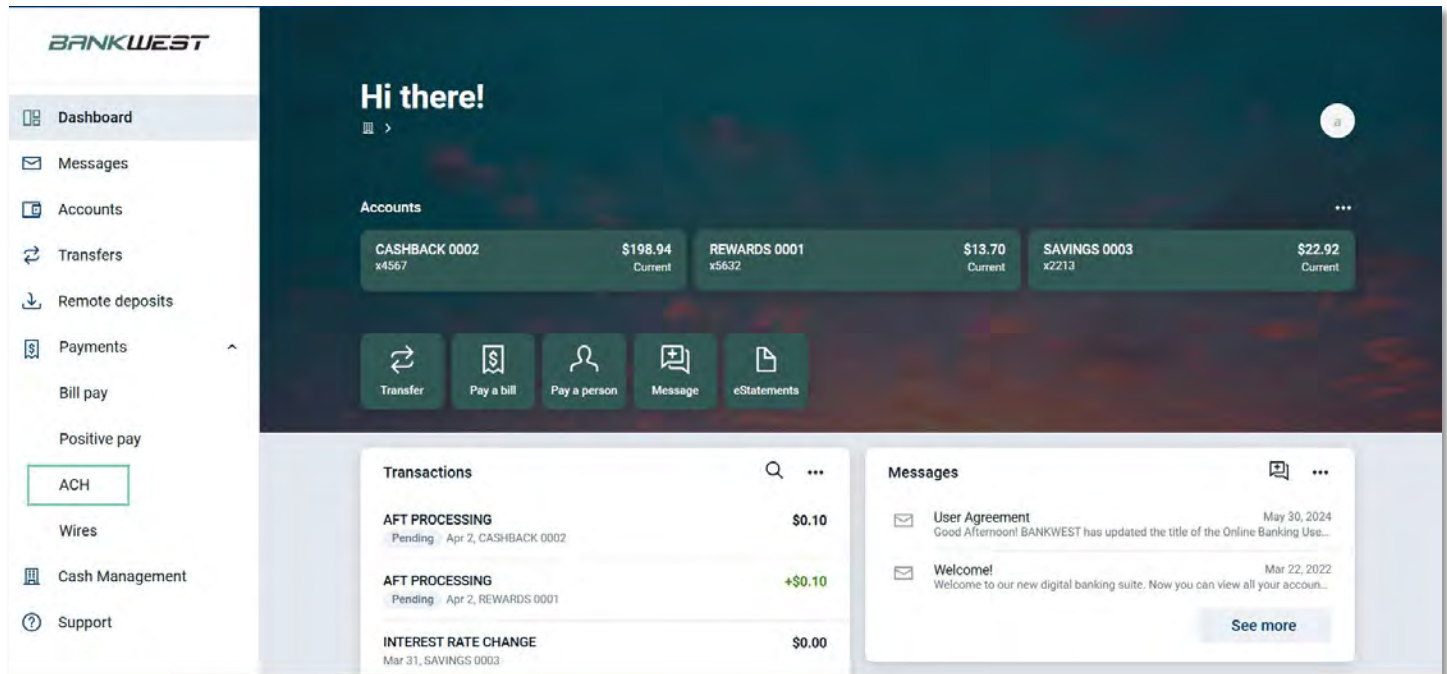 BANKWEST
Dashboard
Messages
Accounts
Transfers
Remote deposits
Payments
Bill pay
Positive pay
ACH
Wires
Cash Management
Support
Hi there!
a
Accounts
CASHBACK 0002 $198.94
x4567 Current
REWARDS 0001 $13.70
x5632 Current
SAVINGS 0003 $22.92
x2213 Current
Transfer
Pay a bill
Pay a person
Message
eStatements
Transactions
AFT PROCESSING $0.10
Pending Apr 2, CASHBACK 0002
AFT PROCESSING +$0.10
Pending Apr 2, REWARDS 0001
INTEREST RATE CHANGE $0.00
Mar 31, SAVINGS 0003
Messages
User Agreement May 30, 2024
Good Afternoon! BANKWEST has updated the title of the Online Banking Use...
Welcome! Mar 22, 2022
Welcome to our new digital banking suite. Now you can view all your accoun...
See more